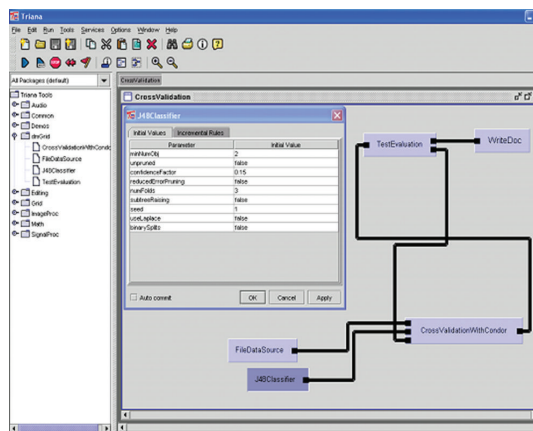 Triana
File Edit Run Tools Services Options Window Help
All Packages (default)
CrossValidation
Triana Tools
Audio
Common
Demos
dmGrid
CrossValidationWithCondo
FileDataSource
J48Classifier
TestEvaluation
Editing
Grid
ImageProc
Math
SignalProc
CrossValidation
J48Classifier
Initial Values Incremental Rules
Parameter Initial Value
minNumObj 2
unpruned false
confidenceFactor 0.15
reducedErrorPruning false
numFolds 3
subtreeRaising false
seed 1
useLaplace false
binarySplits false
Auto commit OK Cancel Apply
TestEvaluation
WriteDoc
CrossValidationWithCondor
FileDataSource
J48Classifier